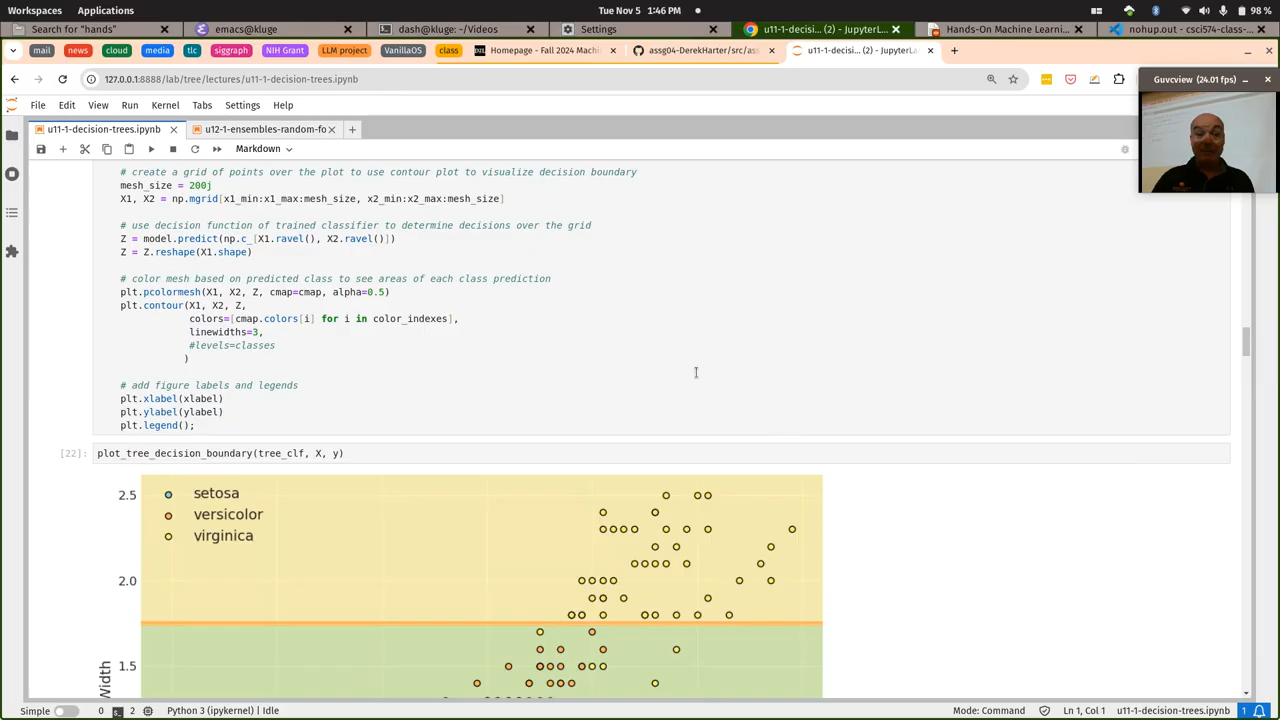 Workspaces Applications Tue Nov 5 1:46 PM 98 %
Search for "hands" emacs@kluge dash@kluge: ~/Videos Settings u11-1-decisi... (2) - JupyterL... Hands-On Machine Learning... nohup.out - csci574-class-...
mail news cloud media tlc siggraph NIH Grant LLM project VanillaOS class Homepage - Fall 2024 Machin assg04-DerekHarter/src/ass u11-1-decisi... (2) - JupyterL
127.0.0.1:8888/lab/tree/lectures/u11-1-decision-trees.ipynb
Guvcview (24.01 fps)
File Edit View Run Kernel Tabs Settings Help
u11-1-decision-trees.ipynb u12-1-ensembles-random-fo
Markdown
# create a grid of points over the plot to use contour plot to visualize decision boundary
mesh_size = 200j
X1, X2 = np.mgrid[x1_min:x1_max:mesh_size, x2_min:x2_max:mesh_size]
# use decision function of trained classifier to determine decisions over the grid
Z = model.predict(np.c_[X1.ravel(), X2.ravel()])
Z = Z.reshape(X1.shape)
# color mesh based on predicted class to see areas of each class prediction
plt.pcolormesh(X1, X2, Z, cmap=cmap, alpha=0.5)
plt.contour(X1, X2, Z,
colors=[cmap.colors[i] for i in color_indexes],
linewidths=3,
#levels=classes
)
# add figure labels and legends
plt.xlabel(xlabel)
plt.ylabel(ylabel)
plt.legend();
[22]: plot_tree_decision_boundary(tree_clf, X, y)
2.5
setosa
versicolor
virginica
2.0
1.5
Width
Simple 0 2 Python 3 (ipykernel) | Idle Mode: Command Ln 1, Col 1 u11-1-decision-trees.ipynb 1